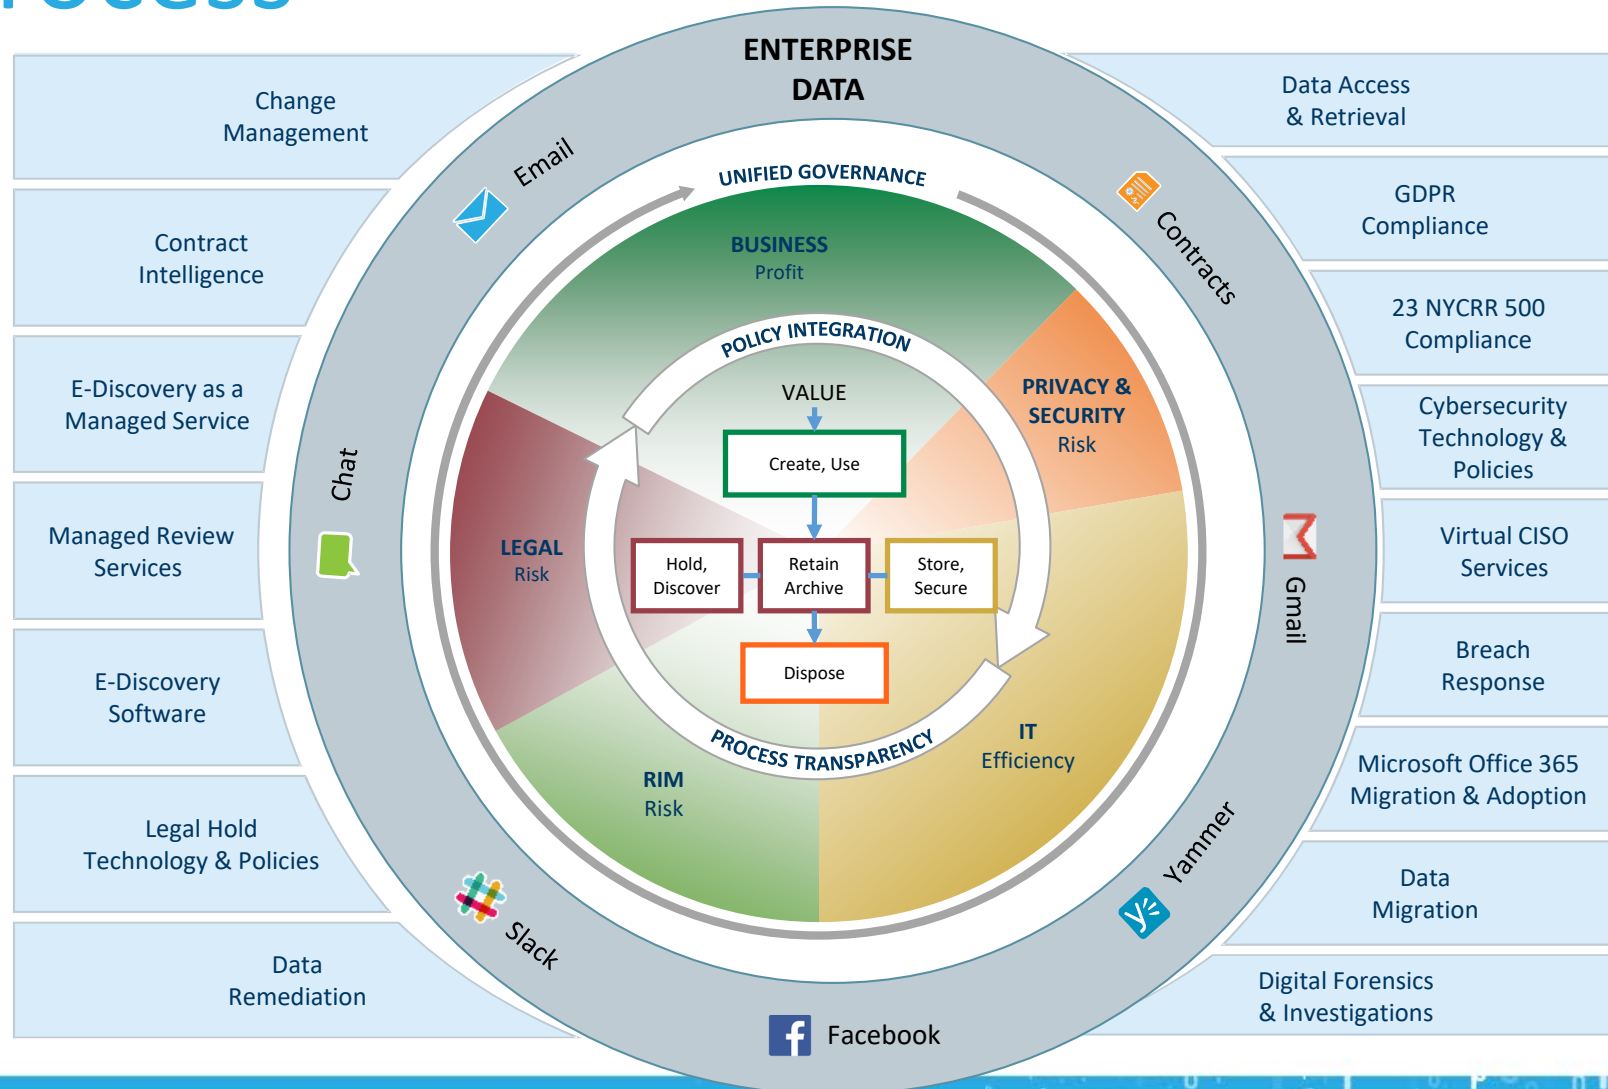 ENTERPRISE
DATA
Change
Management
Contract
Intelligence
E-Discovery as a
Managed Service
Managed Review
Services
E-Discovery
Software
Legal Hold
Technology & Policies
Data
Remediation
Email
Chat
Slack
Facebook
Contracts
Gmail
Yammer
UNIFIED GOVERNANCE
BUSINESS
Profit
PRIVACY &
SECURITY
Risk
LEGAL
Risk
RIM
Risk
IT
Efficiency
POLICY INTEGRATION
PROCESS TRANSPARENCY
VALUE
Create, Use
Hold,
Discover
Retain
Archive
Store,
Secure
Dispose
Data Access
& Retrieval
GDPR
Compliance
23 NYCRR 500
Compliance
Cybersecurity
Technology &
Policies
Virtual CISO
Services
Breach
Response
Microsoft Office 365
Migration & Adoption
Data
Migration
Digital Forensics
& Investigations